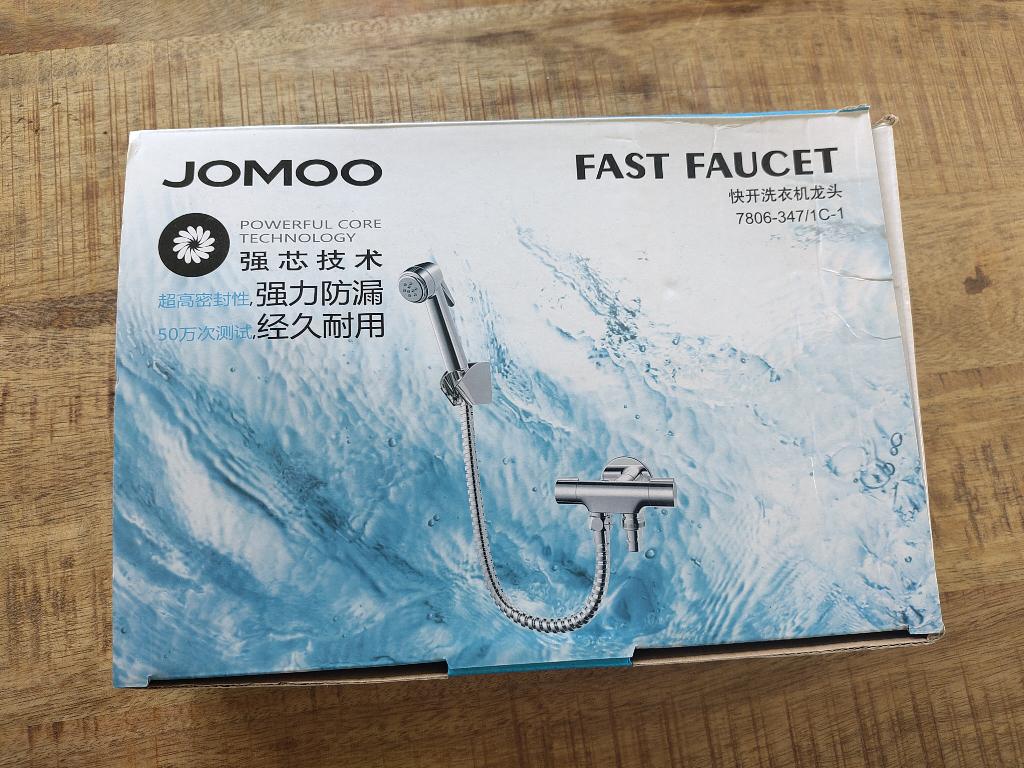 JOMOO
POWERFUL CORE
TECHNOLOGY
强芯技术
超高密封性,强力防漏
50万次测试,经久耐用
FAST FAUCET
快开洗衣机龙头
7806-347/1C-1